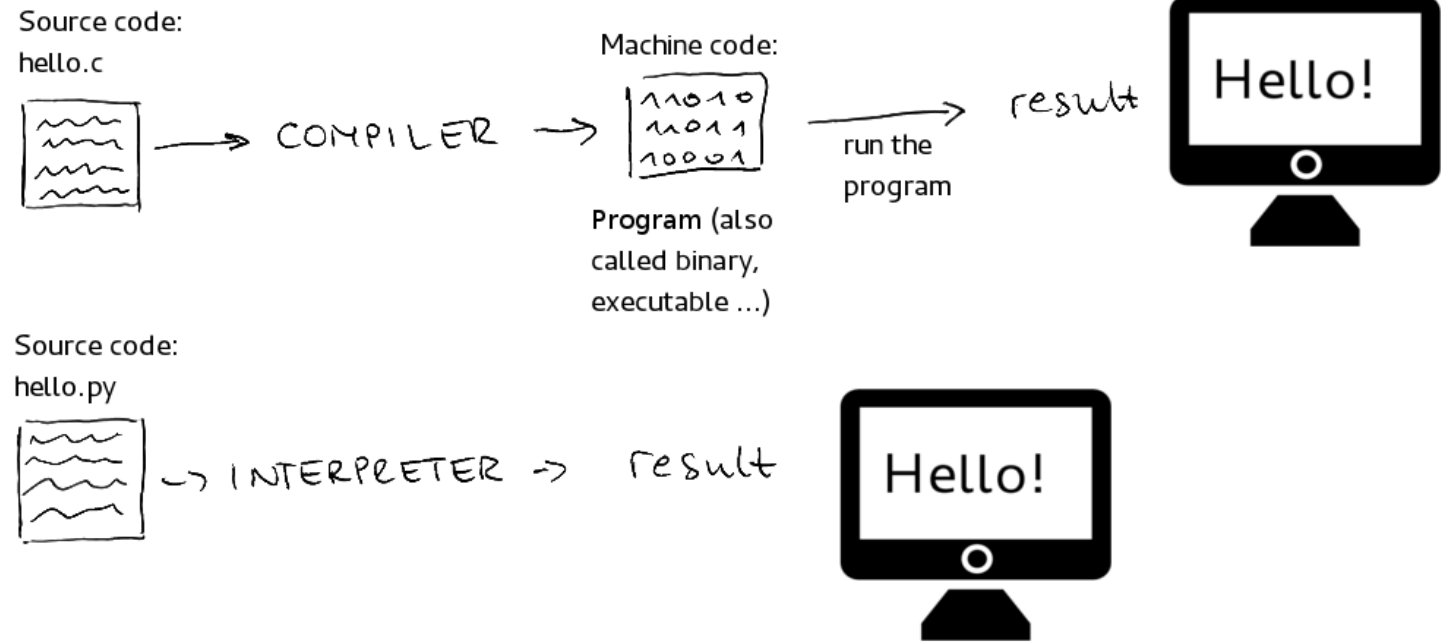 Source code:
hello.c
COMPILER
Machine code:
11010
11011
10001
Program (also
called binary,
executable ...)
run the
program
result
Hello!
Source code:
hello.py
INTERPRETER
result
Hello!